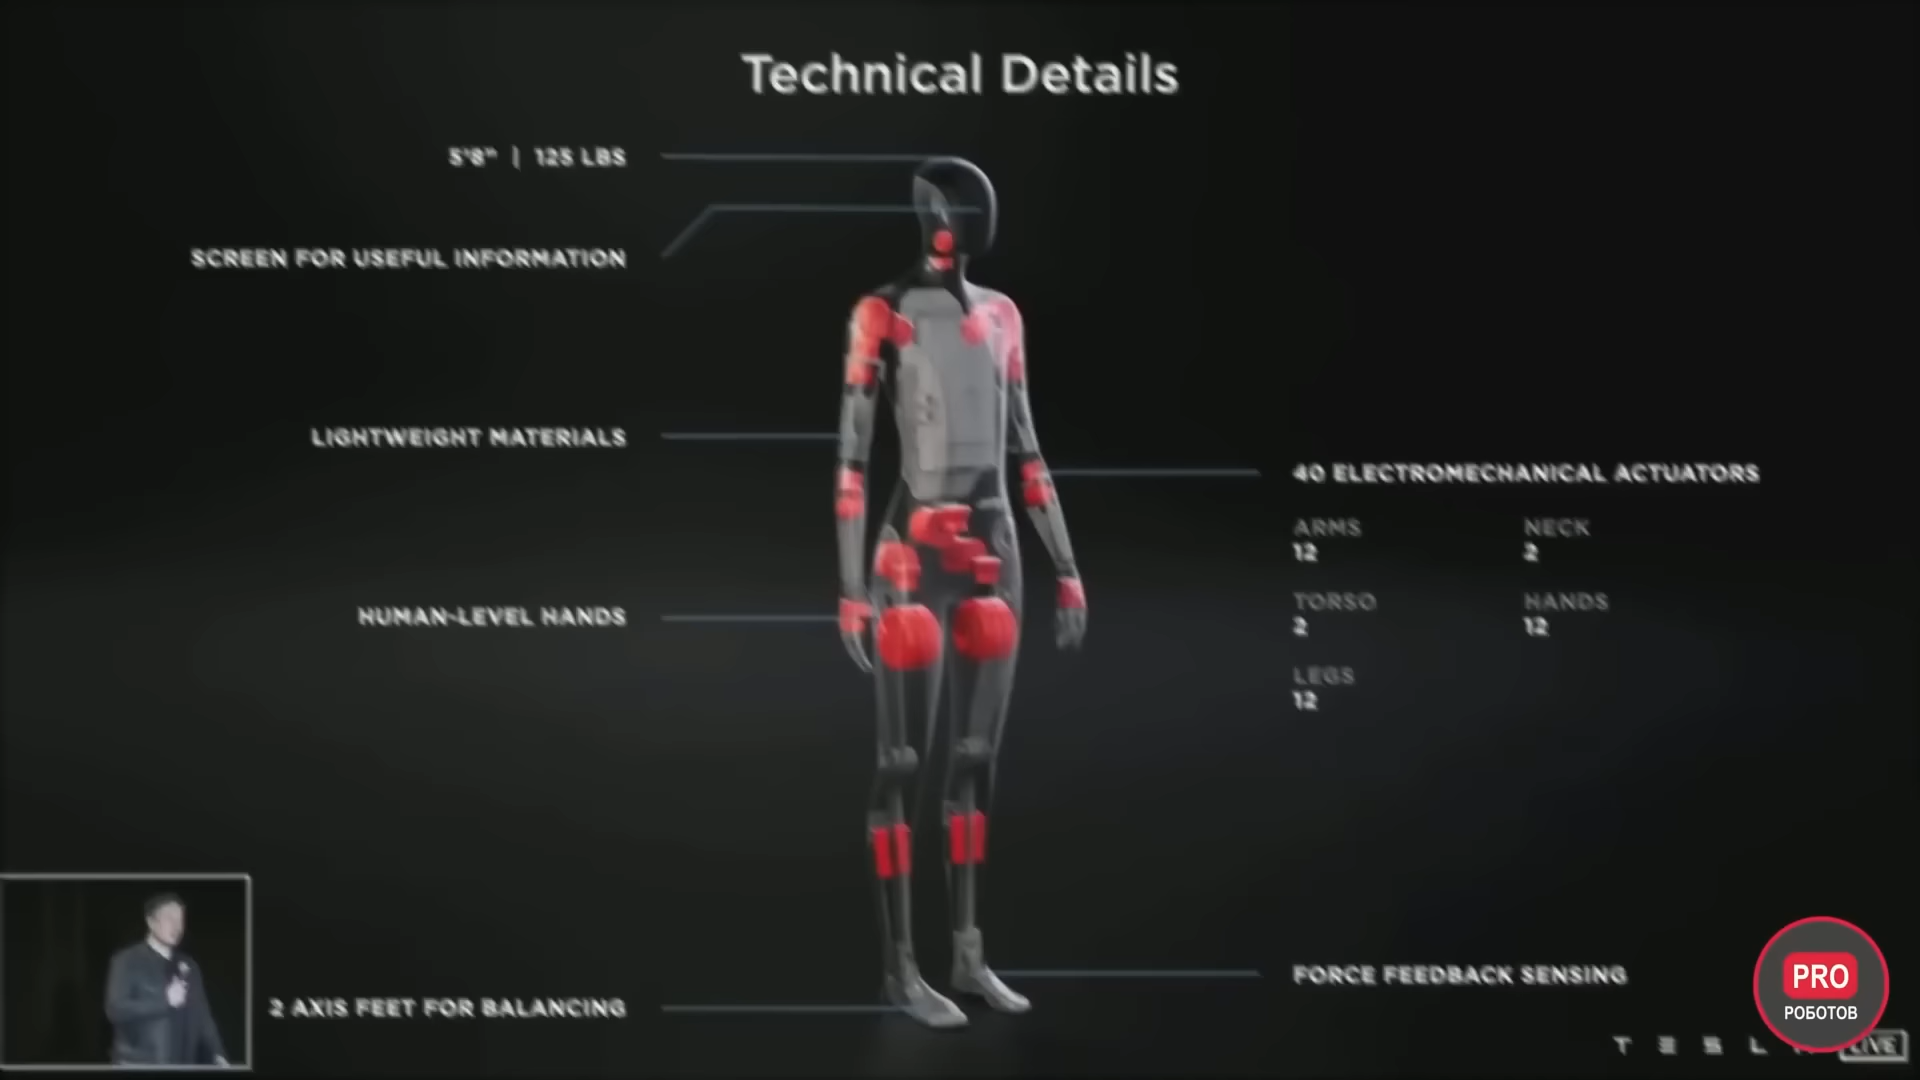 Technical Details
5'8" | 125 LBS
SCREEN FOR USEFUL INFORMATION
LIGHTWEIGHT MATERIALS
HUMAN-LEVEL HANDS
2 AXIS FEET FOR BALANCING
40 ELECTROMECHANICAL ACTUATORS
ARMS NECK
12 2
TORSO HANDS
2 12
LEGS
12
FORCE FEEDBACK SENSING
PRO
РОБОТОВ
TESL
LIVE